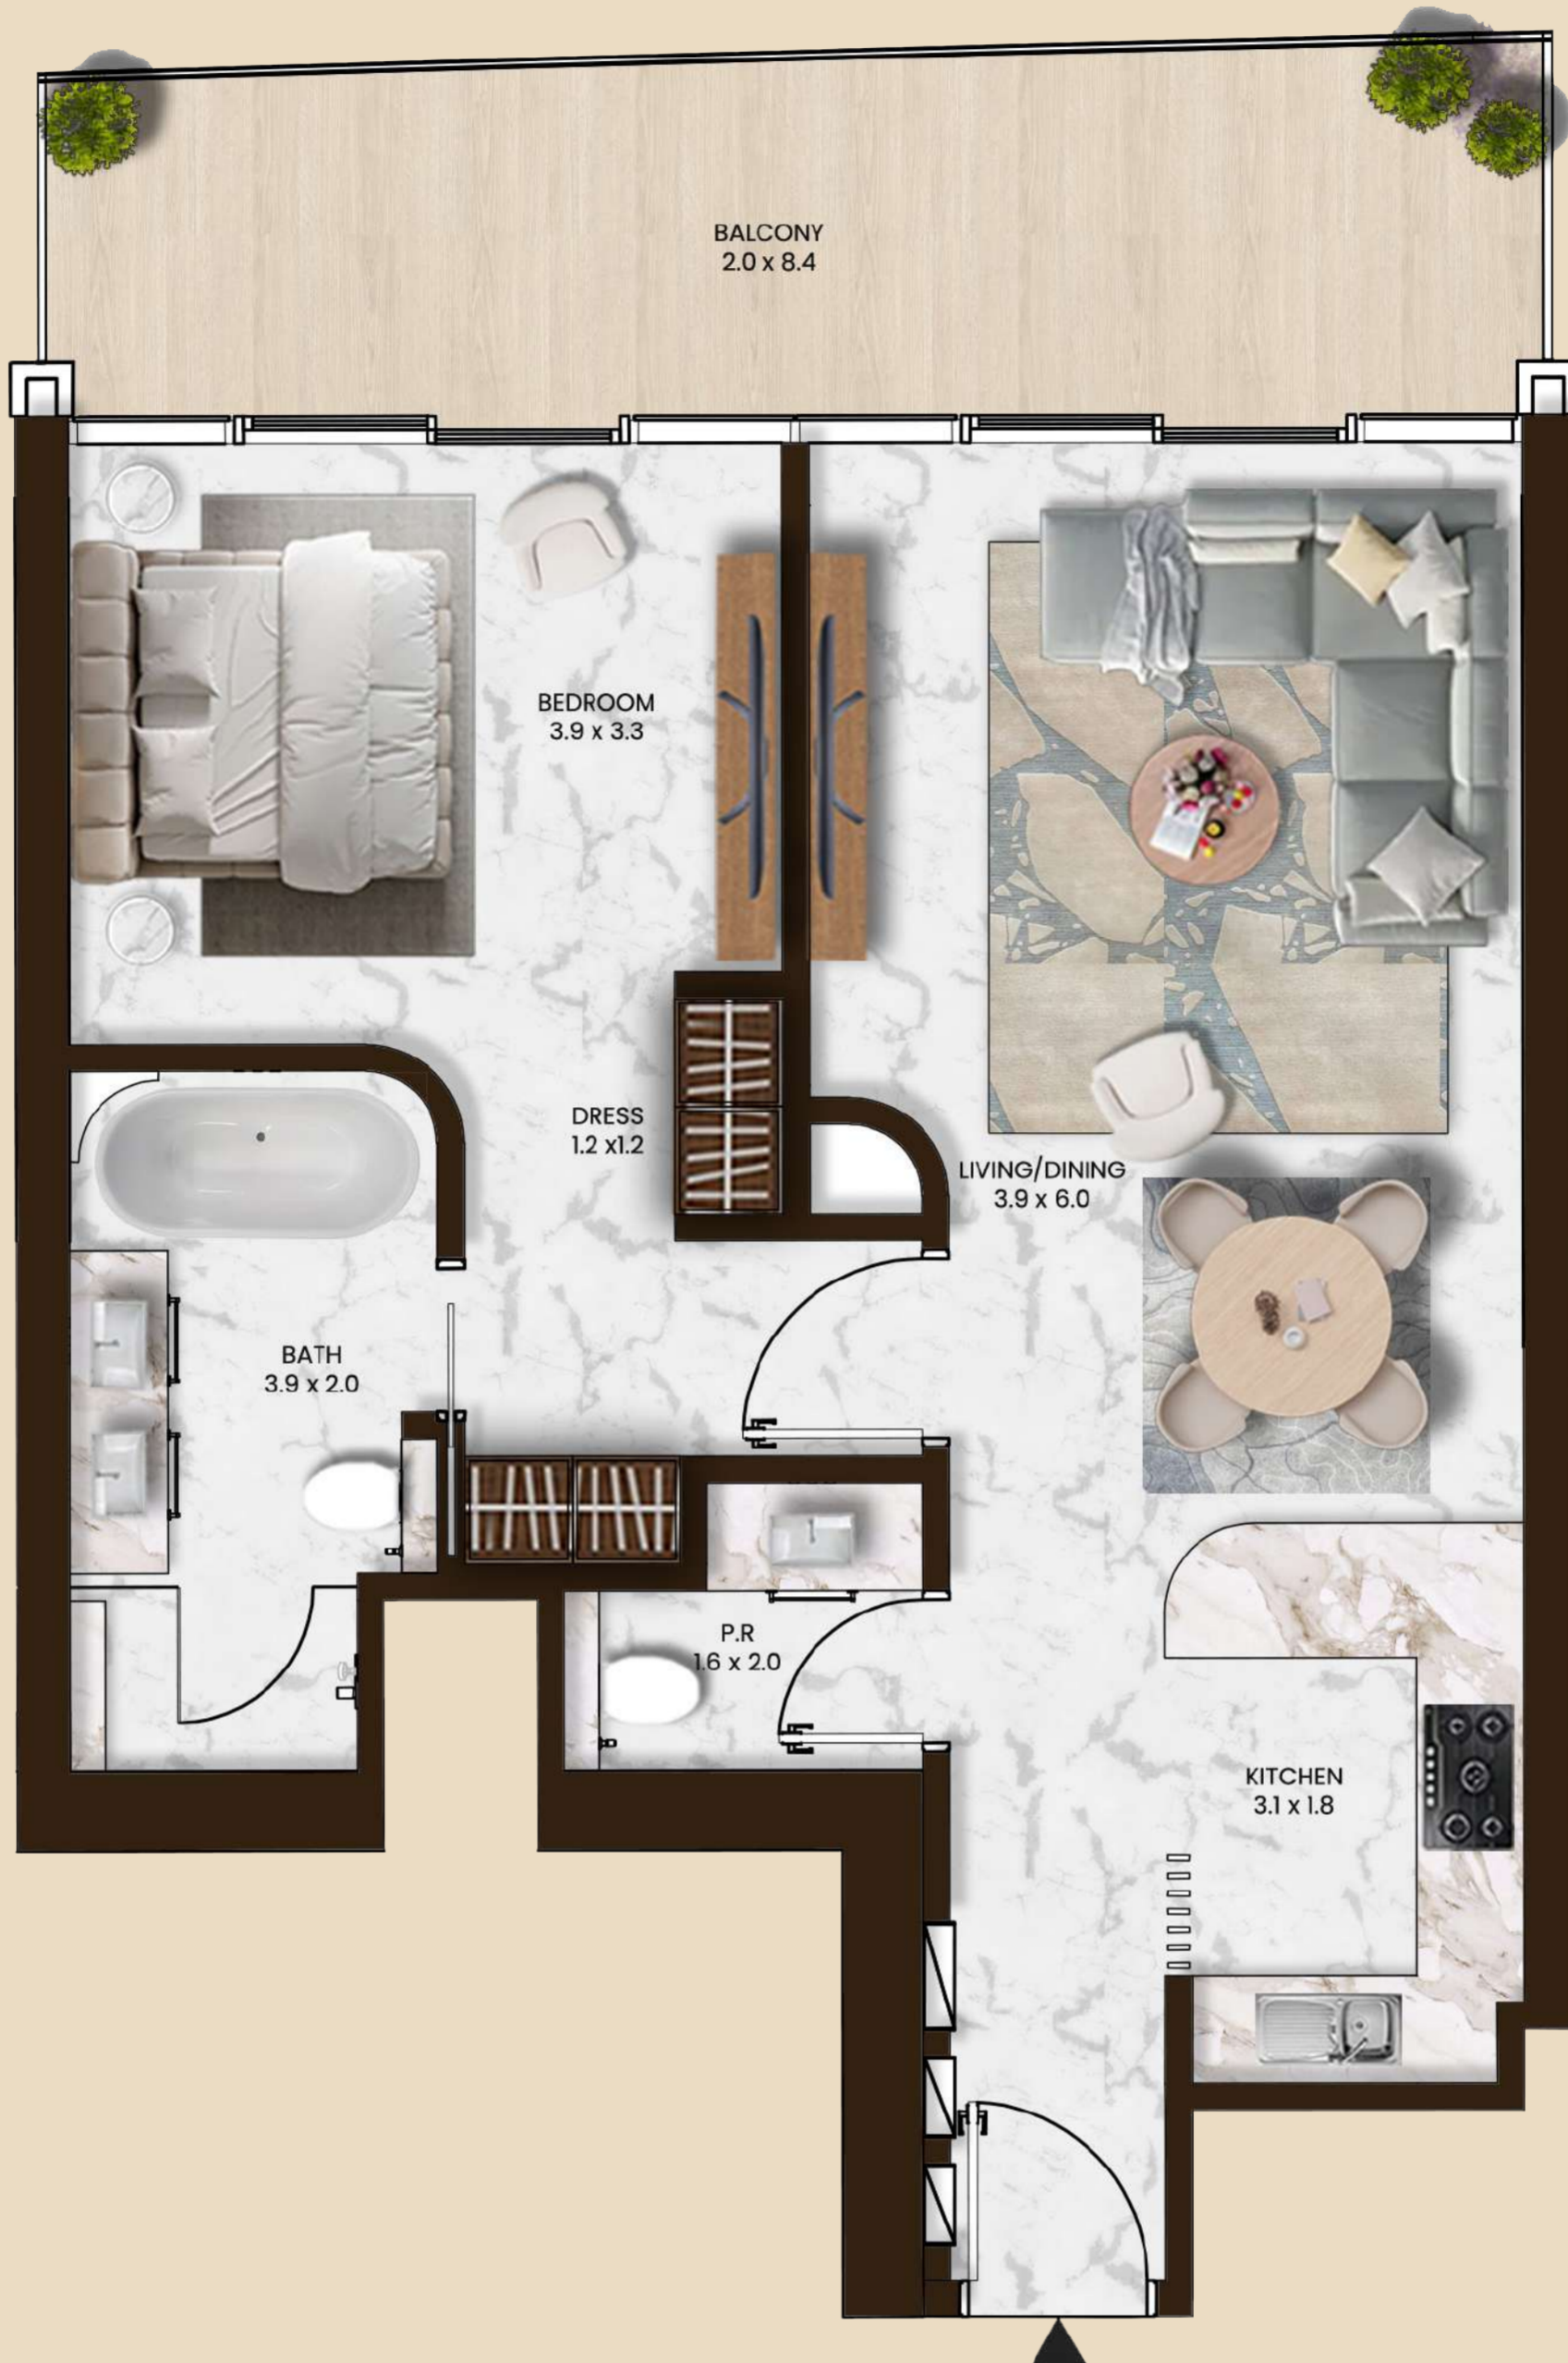 BALCONY
2.0 x 8.4
BEDROOM
3.9 x 3.3
DRESS
1.2 x1.2
LIVING/DINING
3.9 x 6.0
BATH
3.9 x 2.0
P.R
1.6 x 2.0
KITCHEN
3.1 x 1.8